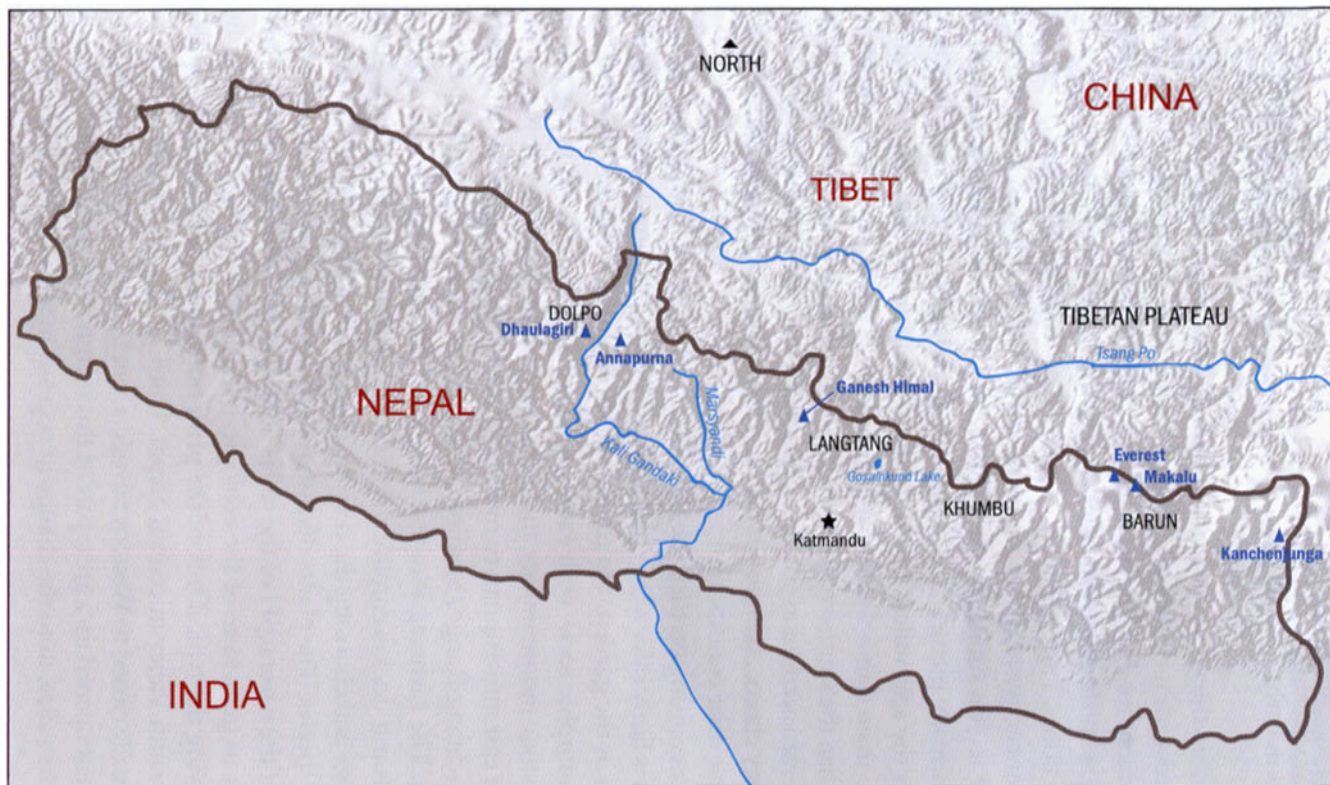 NORTH
CHINA
TIBET
TIBETAN PLATEAU
Tsang Po
DOLPO
Dhaulagiri
Annapurna
NEPAL
Ganesh Himal
Marsyandi
LANGTANG
Kali Gandaki
Gosainkund Lake
Everest
Makalu
KHUMBU
BARUN
Katmandu
Kanchenjunga
INDIA